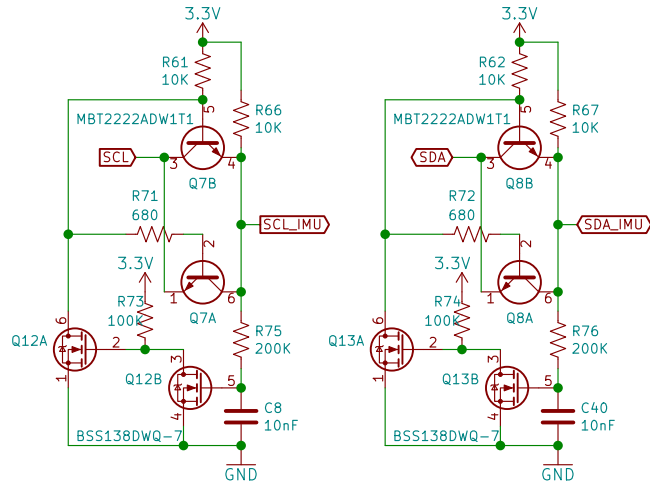 3.3V
3.3V
R61
10K
R62
10K
R66
10K
R67
10K
5
5
MBT2222ADW1T1
MBT2222ADW1T1
SCL
3
4
SDA
3
4
Q7B
Q8B
R71
680
R72
680
SCL_IMU
SDA_IMU
2
2
3.3V
3.3V
1
6
1
6
R73
100K
Q7A
R74
100K
Q8A
6
R75
200K
6
R76
200K
Q12A
2
Q13A
2
3
3
1
Q12B
5
1
Q13B
5
4
C8
10nF
4
C40
10nF
BSS138DWQ-7
BSS138DWQ-7
GND
GND